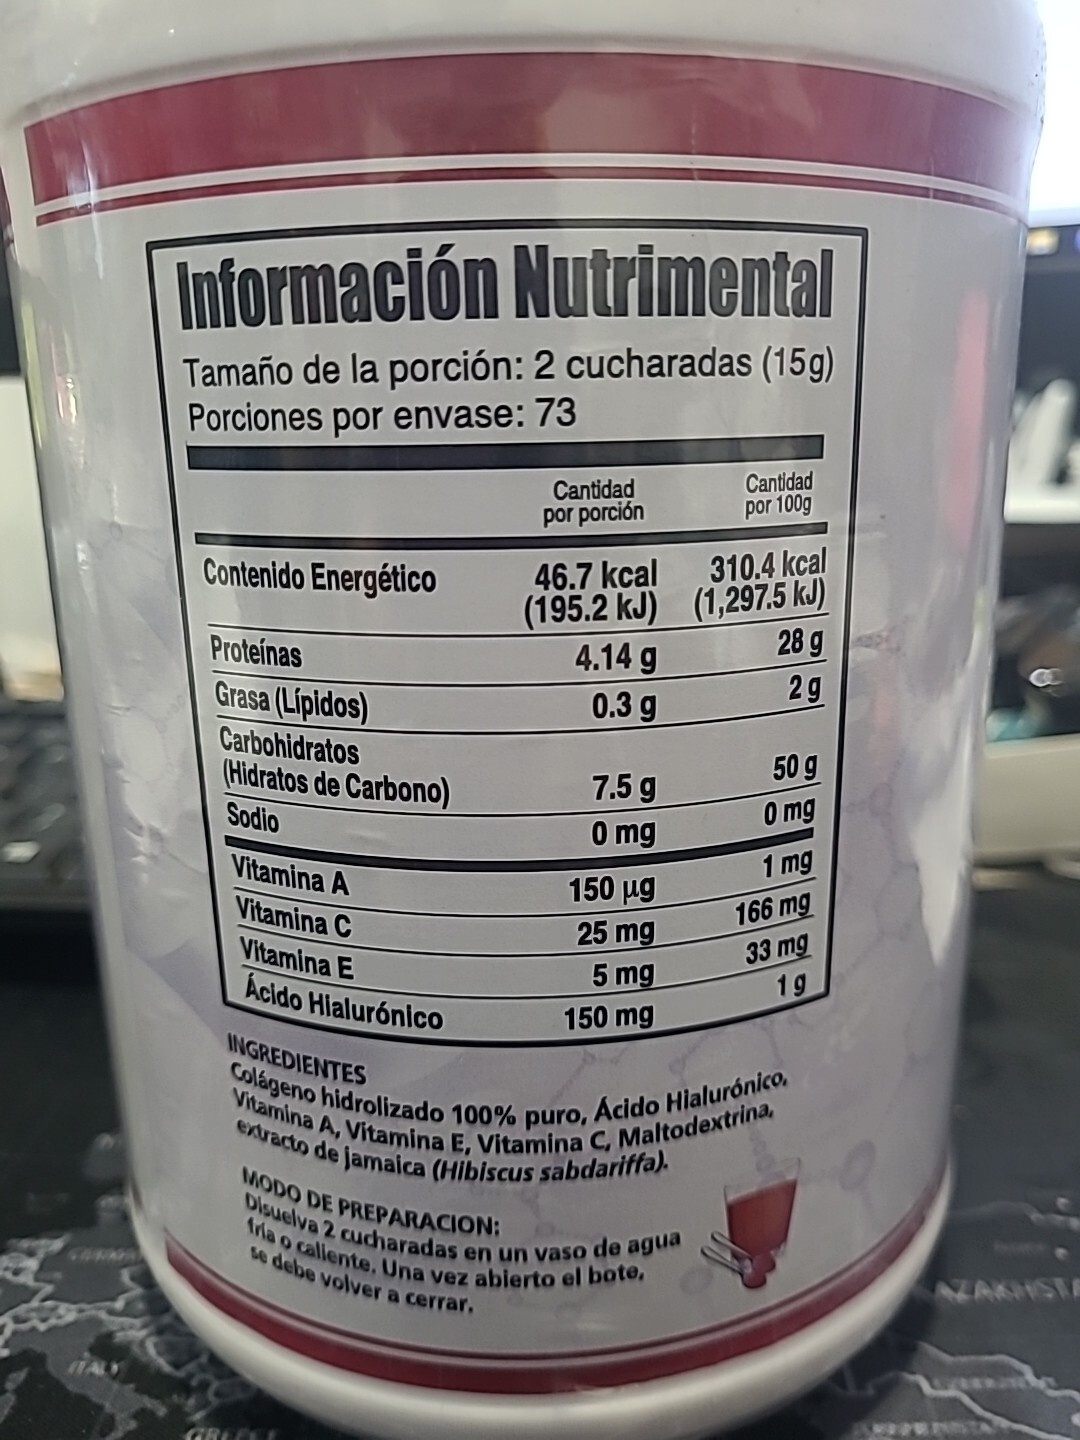 Información Nutrimental
Tamaño de la porción: 2 cucharadas (15g)
Porciones por envase: 73
Cantidad por porción Cantidad por 100g
Contenido Energético 46.7 kcal 310.4 kcal
(195.2 kJ) (1,297.5 kJ)
Proteínas 4.14 g 28 g
Grasa (Lípidos) 0.3 g 2 g
Carbohidratos
(Hidratos de Carbono) 7.5 g 50 g
Sodio 0 mg 0 mg
Vitamina A 150 µg 1 mg
Vitamina C 25 mg 166 mg
Vitamina E 5 mg 33 mg
Ácido Hialurónico 150 mg 1 g
INGREDIENTES
Colágeno hidrolizado 100% puro, Ácido Hialurónico,
Vitamina A, Vitamina E, Vitamina C, Maltodextrina,
extracto de jamaica (Hibiscus sabdariffa).
MODO DE PREPARACION:
Disuelva 2 cucharadas en un vaso de agua
fría o caliente. Una vez abierto el bote,
se debe volver a cerrar.
ITALY
GREECE